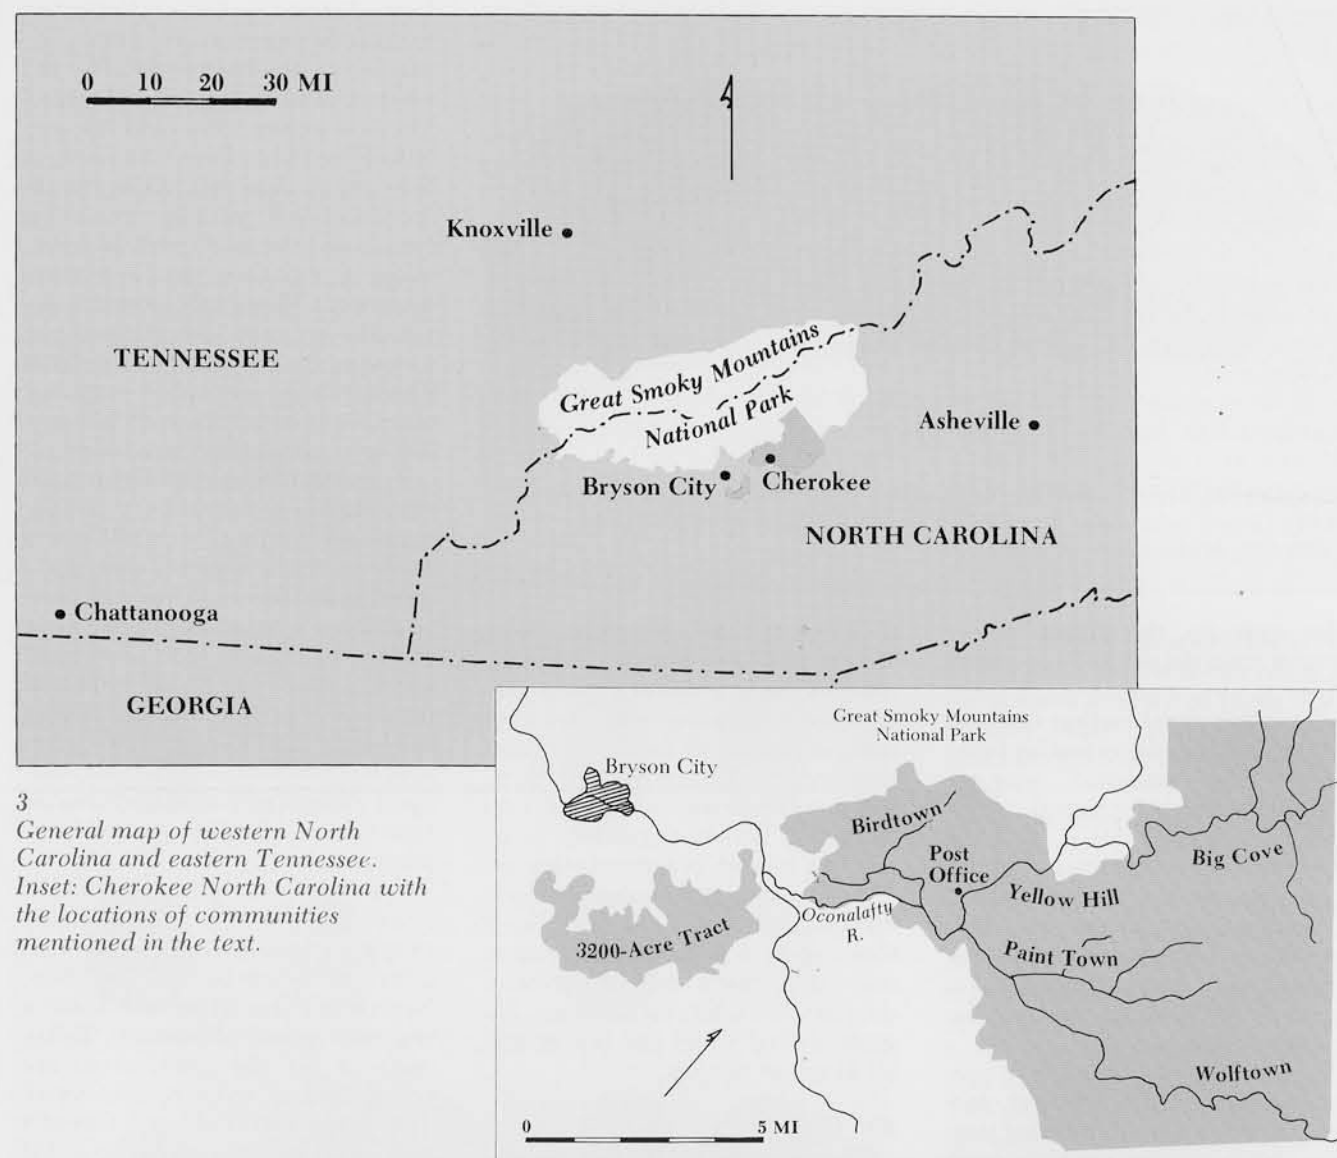 0 10 20 30 MI
Knoxville
TENNESSEE
Great Smoky Mountains
National Park
Asheville
Bryson City
Cherokee
NORTH CAROLINA
Chattanooga
GEORGIA
3
General map of western North
Carolina and eastern Tennessee.
Inset: Cherokee North Carolina with
the locations of communities
mentioned in the text.
Great Smoky Mountains
National Park
Bryson City
Birdtown
Post
Office
Big Cove
Yellow Hill
Oconalafty
R.
3200-Acre Tract
Paint Town
Wolftown
0 5 MI